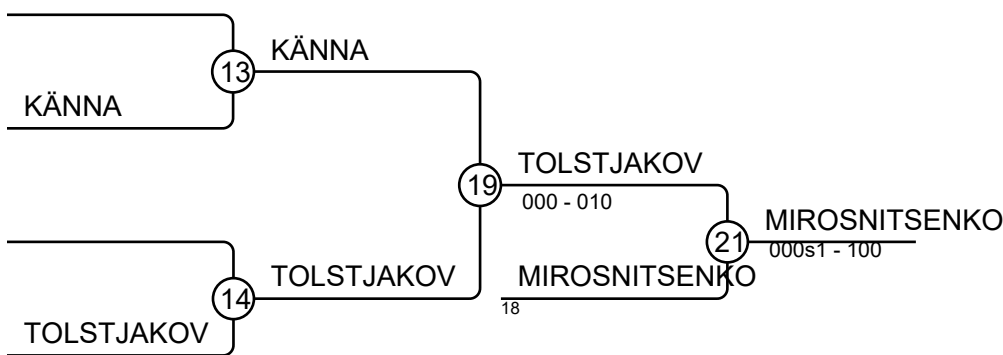 KÄNNA
13
KÄNNA
TOLSTJAKOV
19
000 - 010
MIROSNITSENKO
21
000s1 - 100
TOLSTJAKOV
MIROSNITSENKO
14
18
TOLSTJAKOV